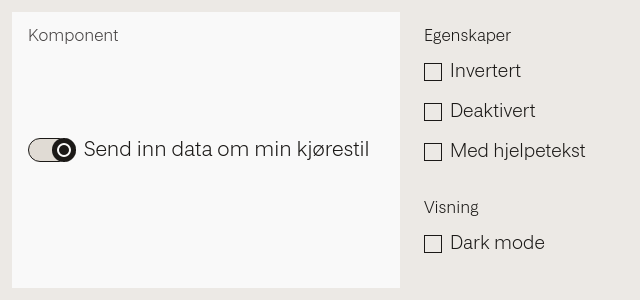 Komponent
Send inn data om min kjørestil
Egenskaper
Invertert
Deaktivert
Med hjelpetekst
Visning
Dark mode